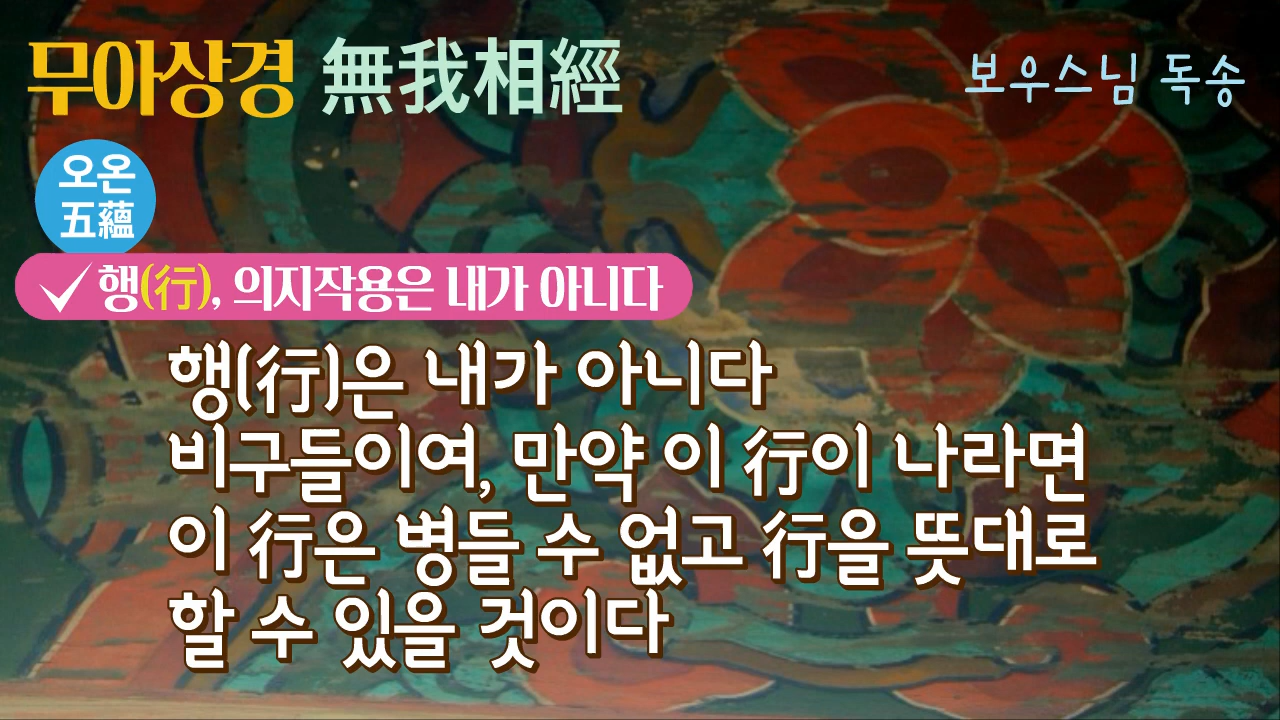 무아상경 無我相經
보우스님 독송
오온
五蘊
행(行), 의지작용은 내가 아니다
행(行)은 내가 아니다
비구들이여, 만약 이 行이 나라면
이 行은 병들 수 없고 行을 뜻대로
할 수 있을 것이다